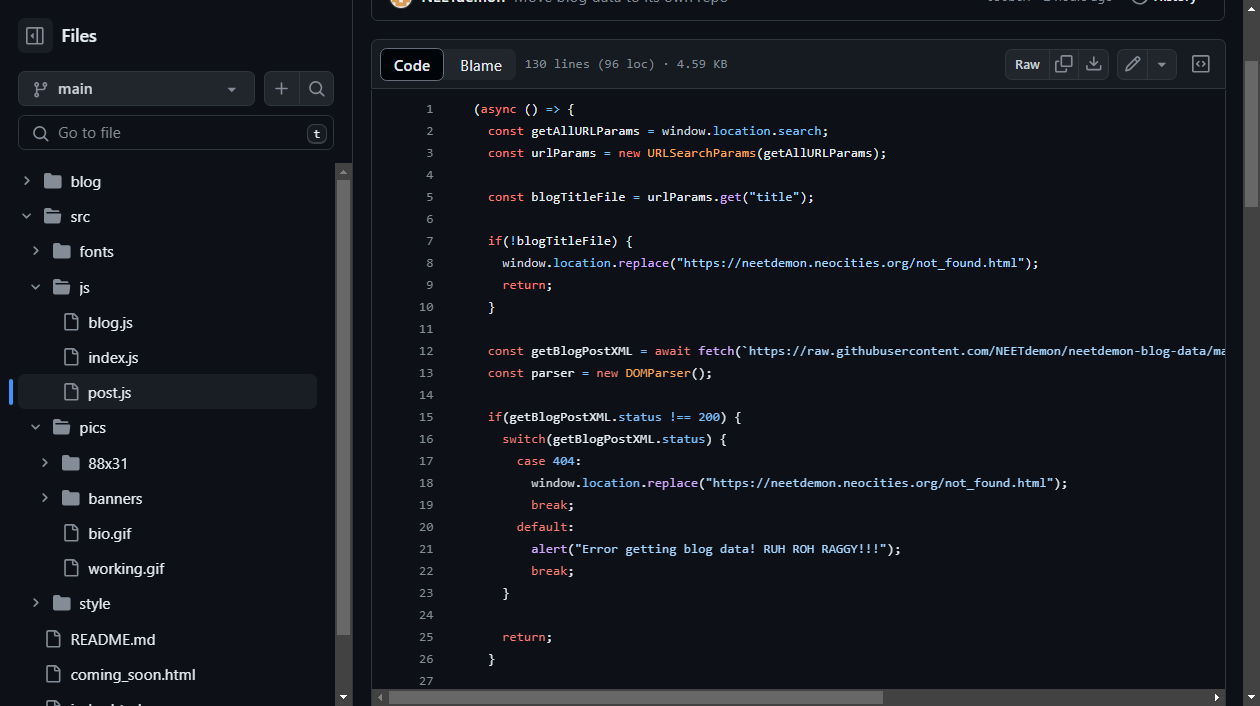 Files
main
Go to file
t
blog
src
fonts
js
blog.js
index.js
post.js
pics
88x31
banners
bio.gif
working.gif
style
README.md
coming_soon.html
NEETdemon Move blog data to its own repo
History
Code Blame 130 lines (96 loc) · 4.59 KB Raw
1 (async () => {
2 const getAllURLParams = window.location.search;
3 const urlParams = new URLSearchParams(getAllURLParams);
4
5 const blogTitleFile = urlParams.get("title");
6
7 if(!blogTitleFile) {
8 window.location.replace("https://neetdemon.neocities.org/not_found.html");
9 return;
10 }
11
12 const getBlogPostXML = await fetch(`https://raw.githubusercontent.com/NEETdemon/neetdemon-blog-data/ma
13 const parser = new DOMParser();
14
15 if(getBlogPostXML.status !== 200) {
16 switch(getBlogPostXML.status) {
17 case 404:
18 window.location.replace("https://neetdemon.neocities.org/not_found.html");
19 break;
20 default:
21 alert("Error getting blog data! RUH ROH RAGGY!!!");
22 break;
23 }
24
25 return;
26 }
27